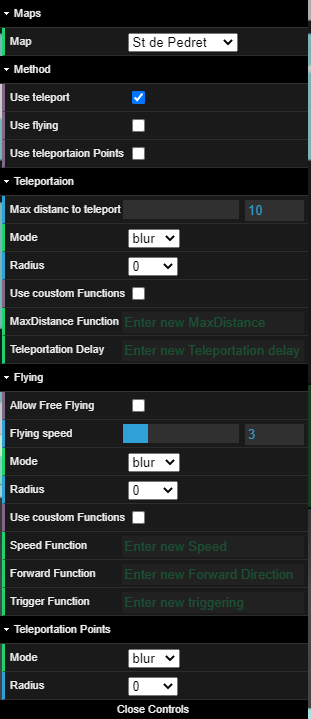 Maps
Map St de Pedret
Method
Use teleport
Use flying
Use teleportaion Points
Teleportaion
Max distanc to teleport 10
Mode blur
Radius 0
Use coustom Functions
MaxDistance Function Enter new MaxDistance
Teleportation Delay Enter new Teleportation delay
Flying
Allow Free Flying
Flying speed 3
Mode blur
Radius 0
Use coustom Functions
Speed Function Enter new Speed
Forward Function Enter new Forward Direction
Trigger Function Enter new triggering
Teleportation Points
Mode blur
Radius 0
Close Controls